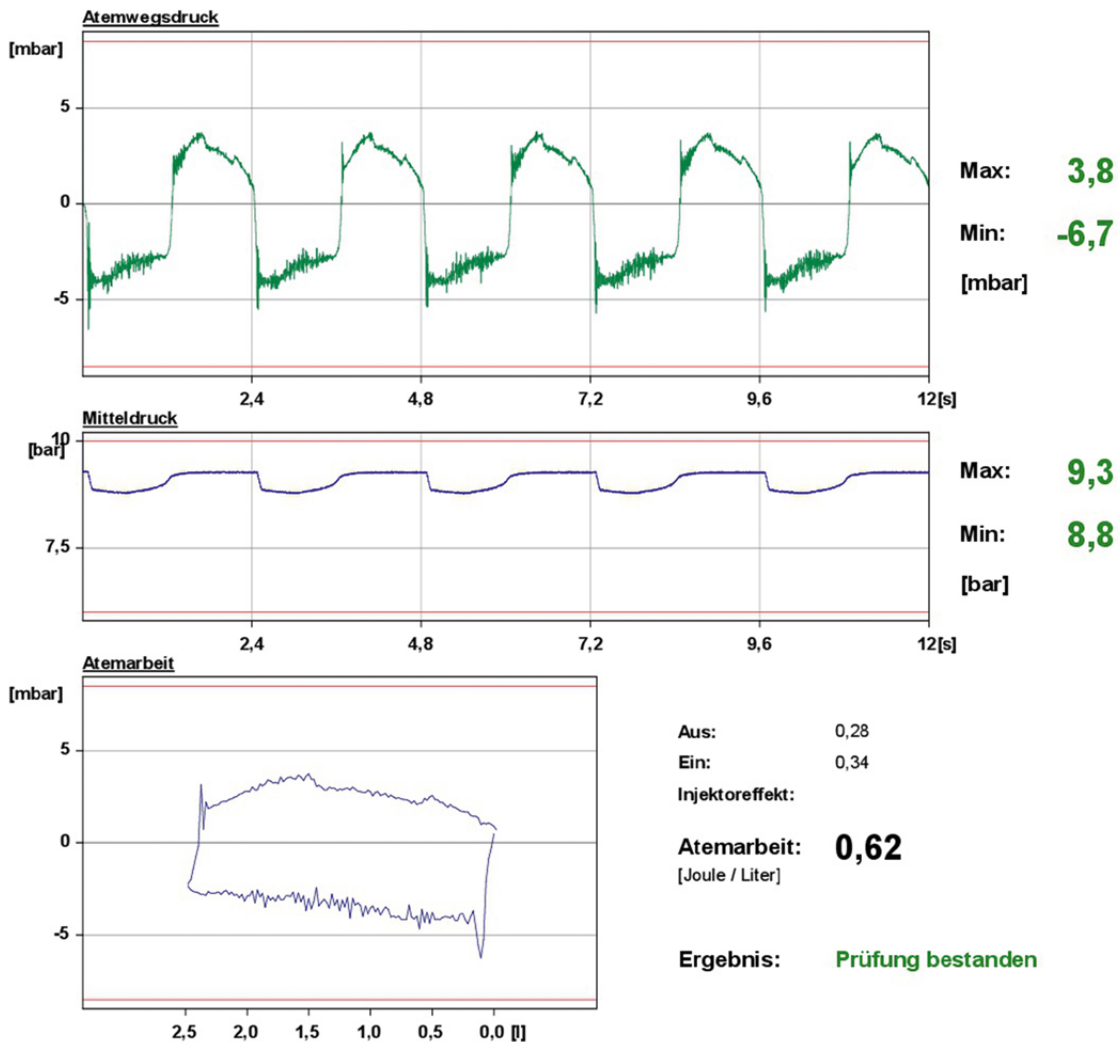 Atemwegsdruck
[mbar]
5
0
-5
2,4 4,8 7,2 9,6 12[s]
Max: 3,8
Min: -6,7
[mbar]
Mitteldruck
[bar]
10
7,5
2,4 4,8 7,2 9,6 12[s]
Max: 9,3
Min: 8,8
[bar]
Atemarbeit
[mbar]
5
0
-5
2,5 2,0 1,5 1,0 0,5 0,0 [l]
Aus: 0,28
Ein: 0,34
Injektoreffekt:
Atemarbeit: 0,62
[Joule / Liter]
Ergebnis: Prüfung bestanden